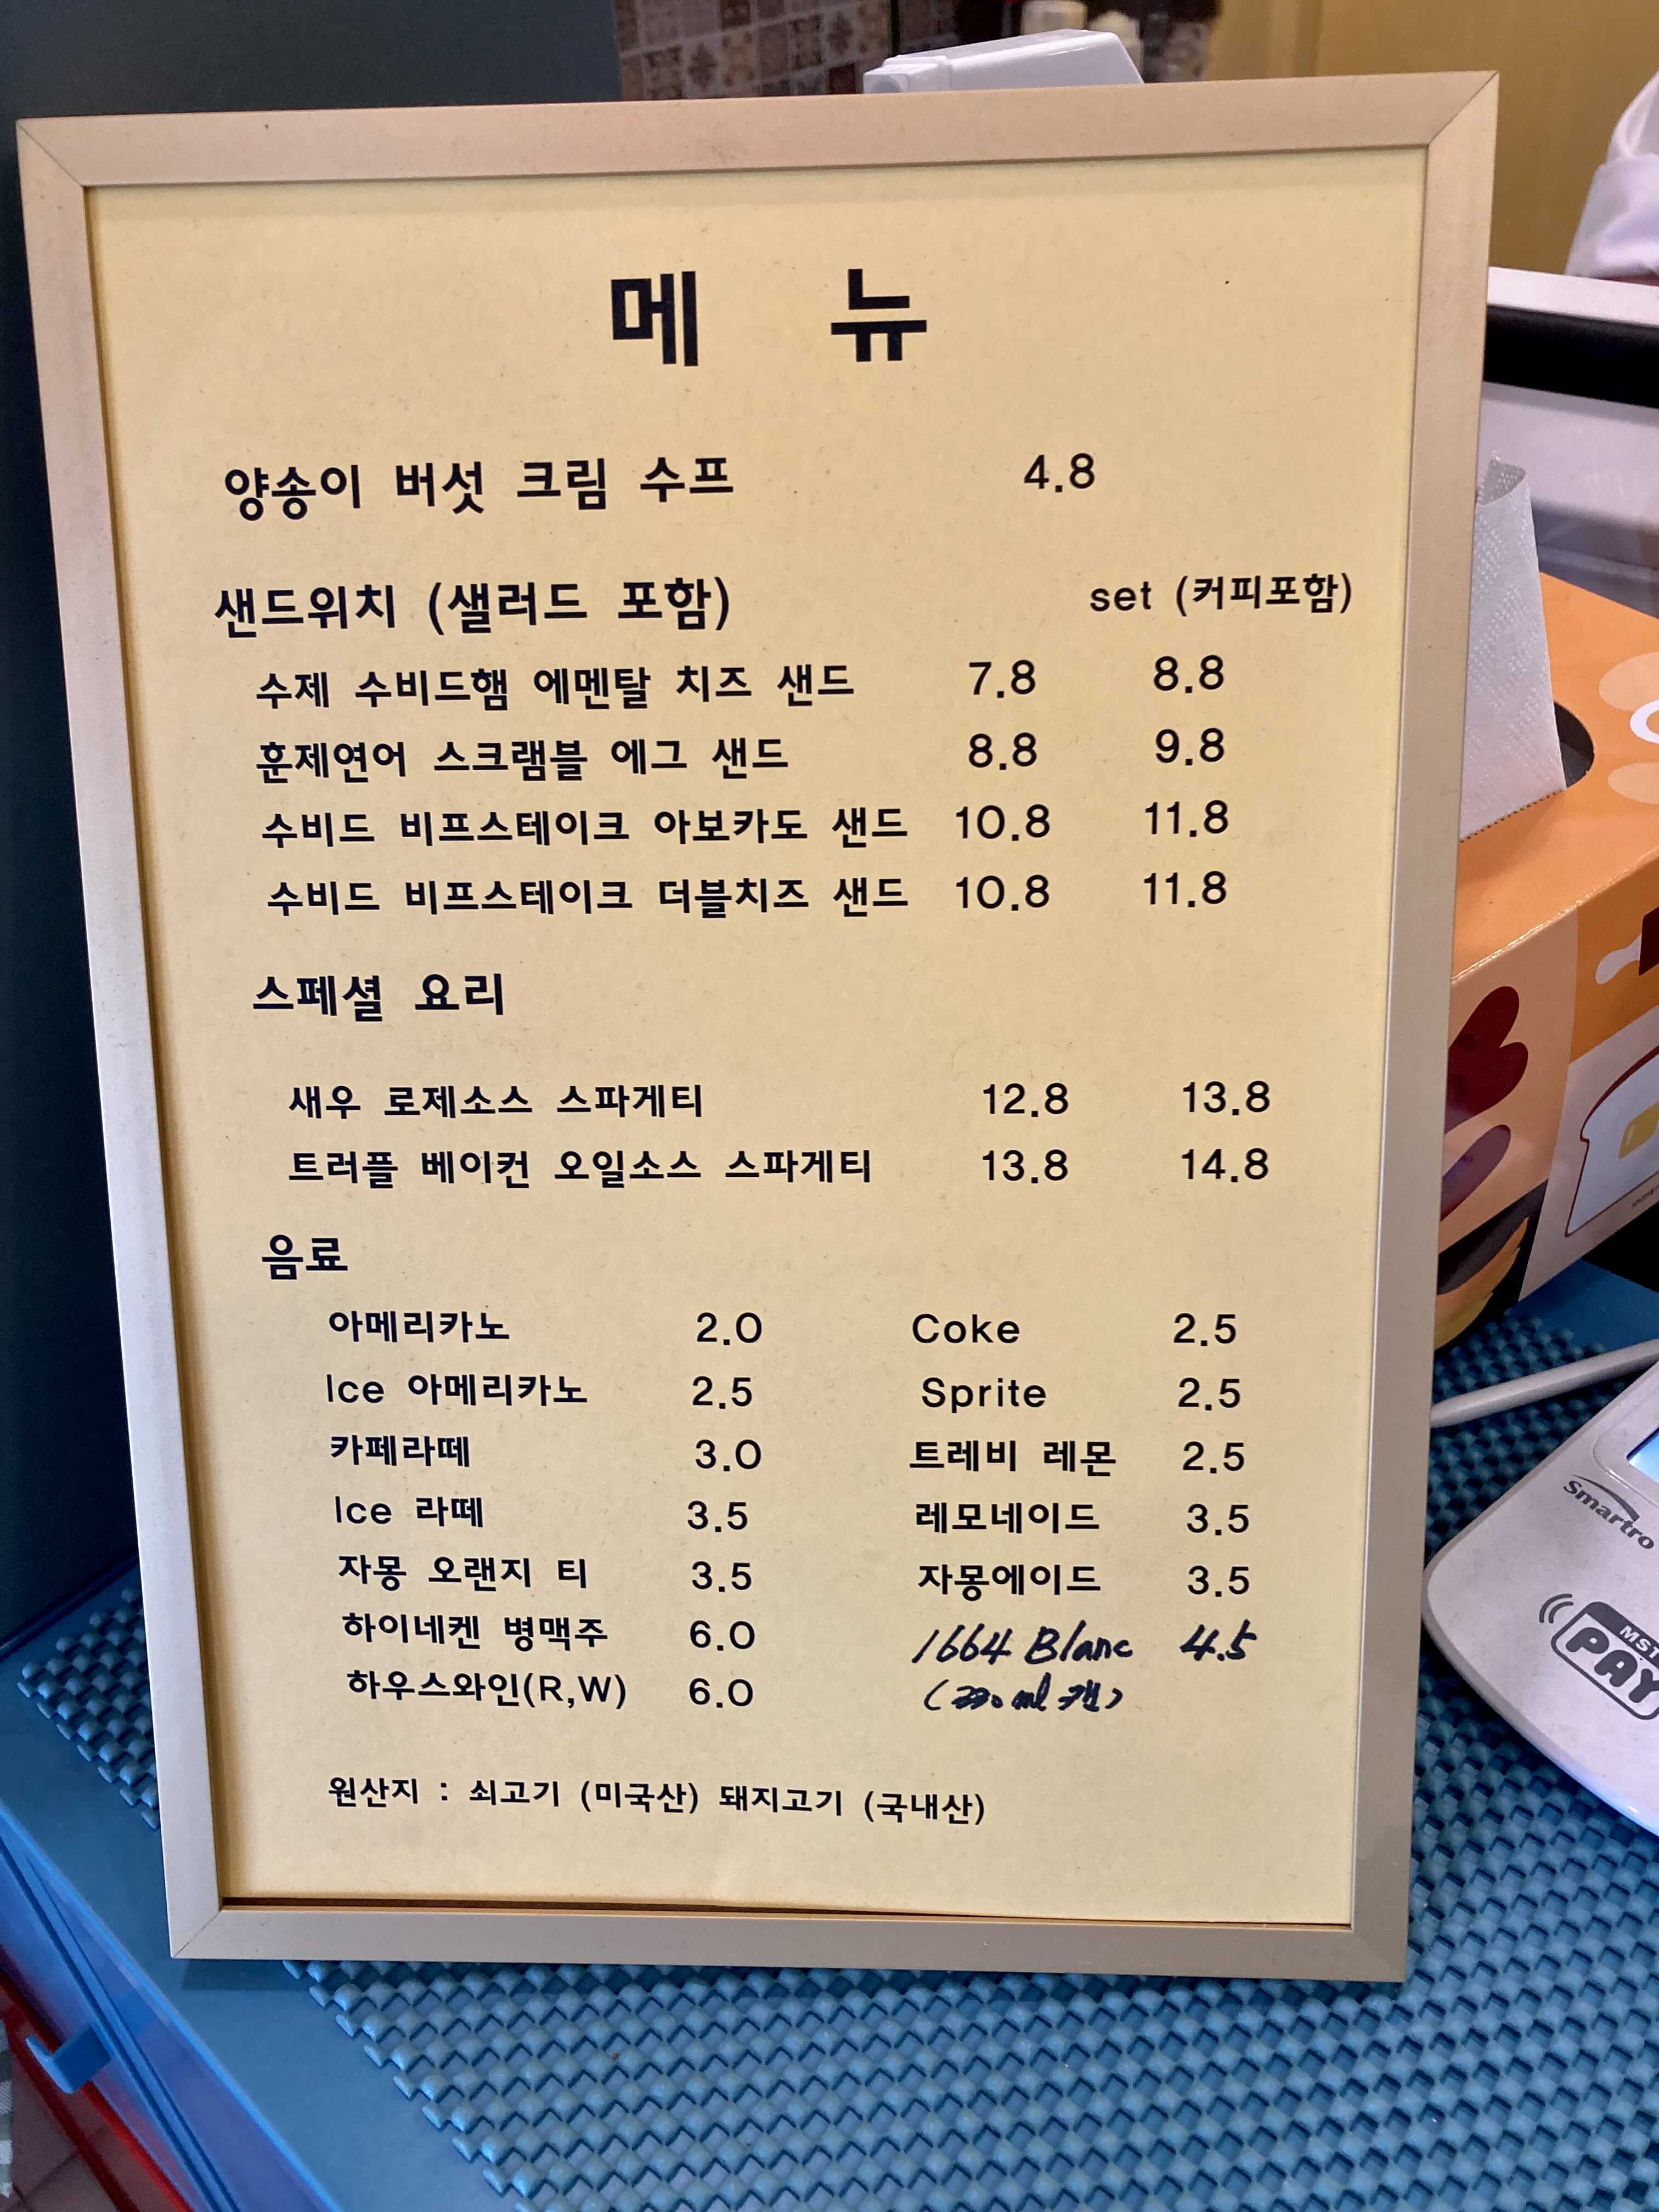 메 뉴
양송이 버섯 크림 수프 4.8
샌드위치 (샐러드 포함) set (커피포함)
수제 수비드햄 에멘탈 치즈 샌드 7.8 8.8
훈제연어 스크램블 에그 샌드 8.8 9.8
수비드 비프스테이크 아보카도 샌드 10.8 11.8
수비드 비프스테이크 더블치즈 샌드 10.8 11.8
스페셜 요리
새우 로제소스 스파게티 12.8 13.8
트러플 베이컨 오일소스 스파게티 13.8 14.8
음료
아메리카노 2.0 Coke 2.5
Ice 아메리카노 2.5 Sprite 2.5
카페라떼 3.0 트레비 레몬 2.5
Ice 라떼 3.5 레모네이드 3.5
자몽 오랜지 티 3.5 자몽에이드 3.5
하이네켄 병맥주 6.0 1664 Blanc 4.5
하우스와인(R,W) 6.0 ( ml 캔)
원산지 : 쇠고기 (미국산) 돼지고기 (국내산)
Smartro
MST
PAY